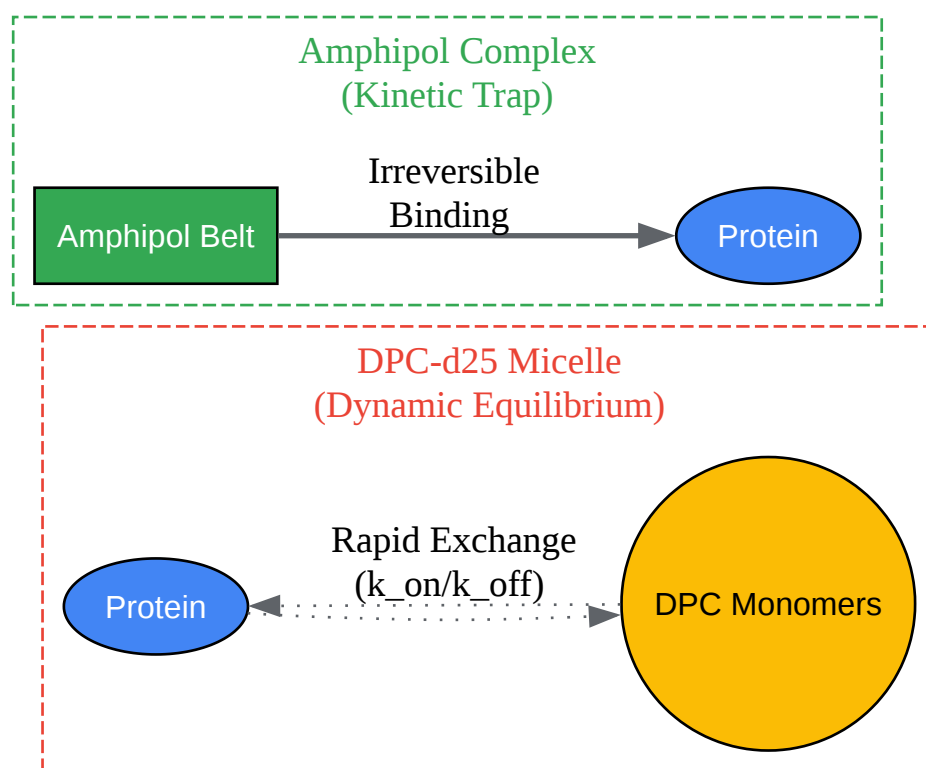 Amphipol Complex
(Kinetic Trap)
Irreversible
Binding
Amphipol Belt
Protein
DPC-d25 Micelle
(Dynamic Equilibrium)
Rapid Exchange
(k_on/k_off)
Protein
DPC Monomers